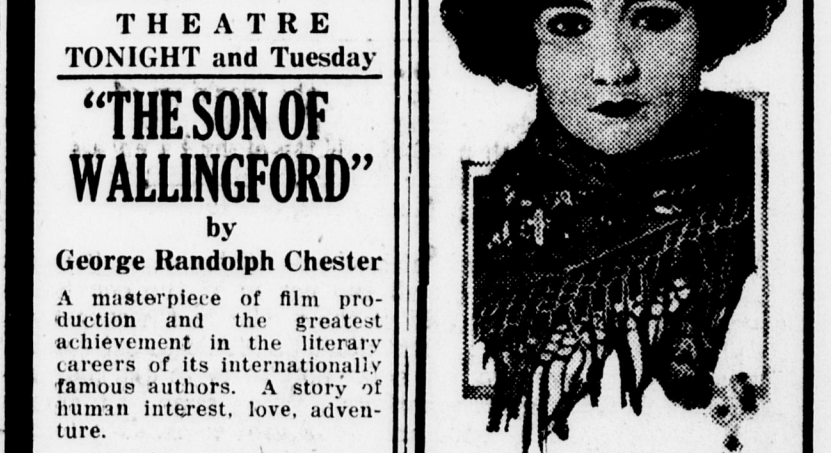 THEATRE
TONIGHT and Tuesday
"THE SON OF
WALLINGFORD"
by
George Randolph Chester
A masterpiece of film pro-
duction and the greatest
achievement in the literary
careers of its internationally
famous authors. A story of
human interest, love, adven-
ture.